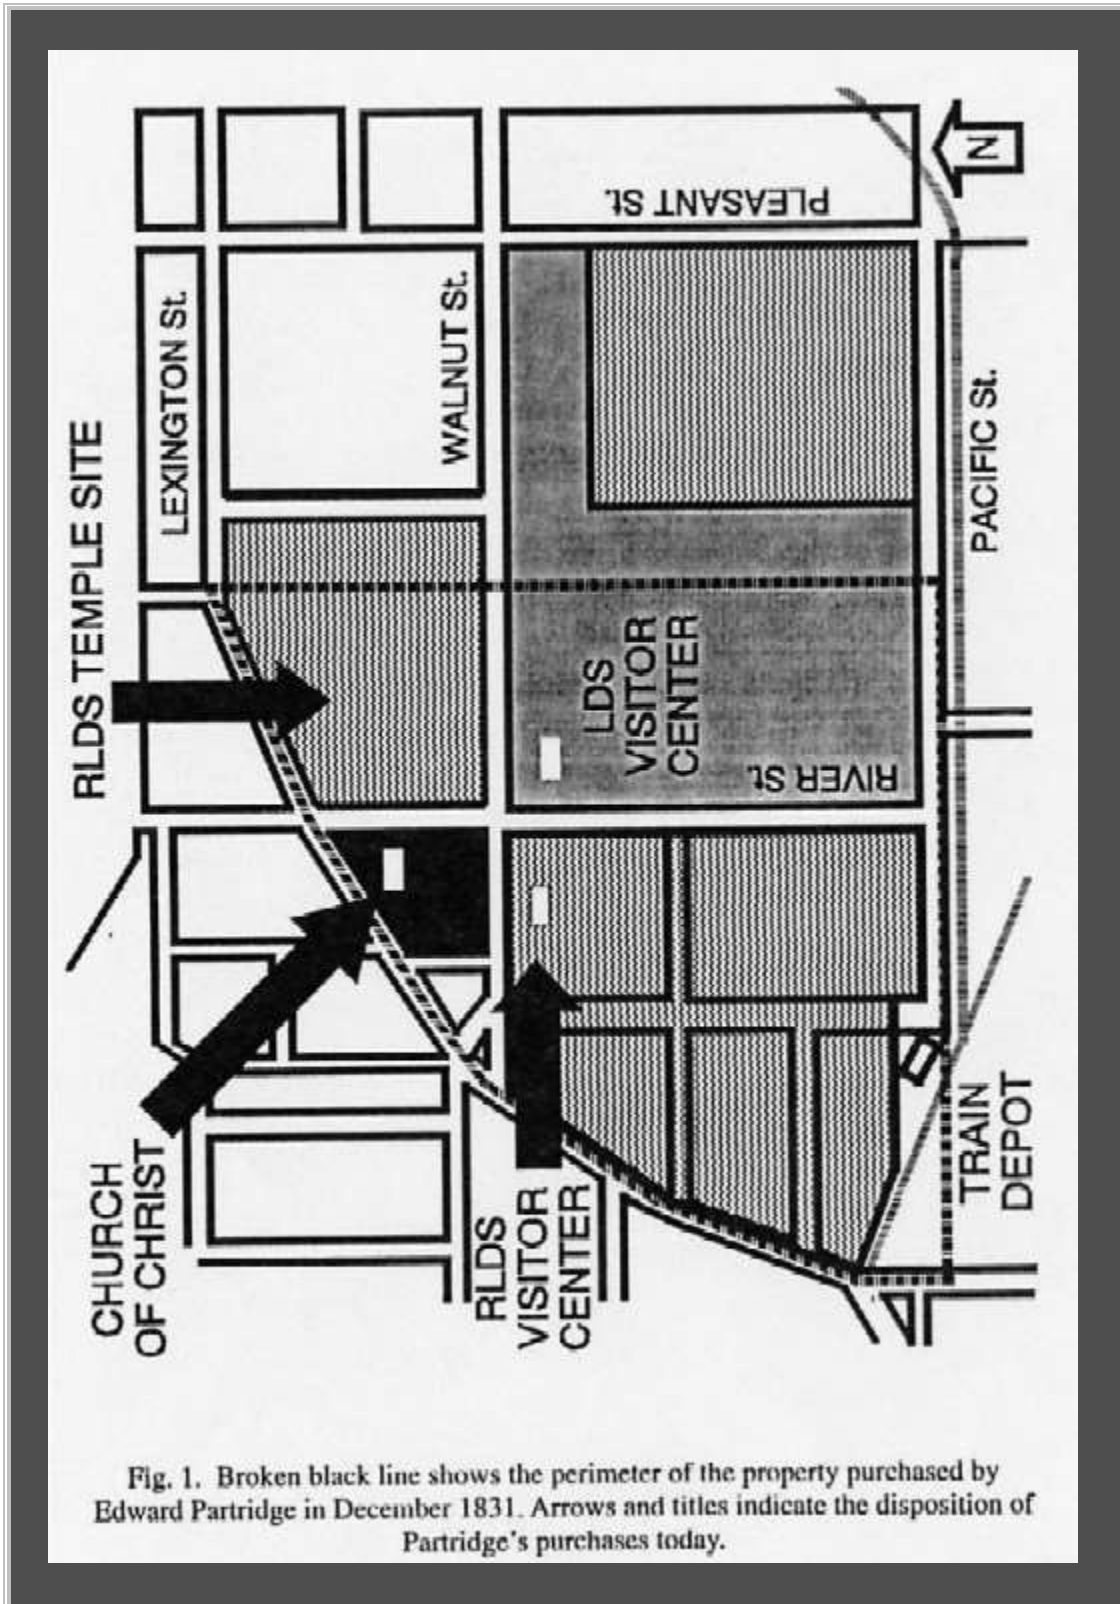 N
PLEASANT St.
LEXINGTON St.
WALNUT St.
PACIFIC St.
RLDS TEMPLE SITE
LDS
VISITOR
CENTER
RIVER St.
CHURCH
OF CHRIST
RLDS
VISITOR
CENTER
TRAIN
DEPOT
Fig. 1. Broken black line shows the perimeter of the property purchased by
Edward Partridge in December 1831. Arrows and titles indicate the disposition of
Partridge's purchases today.